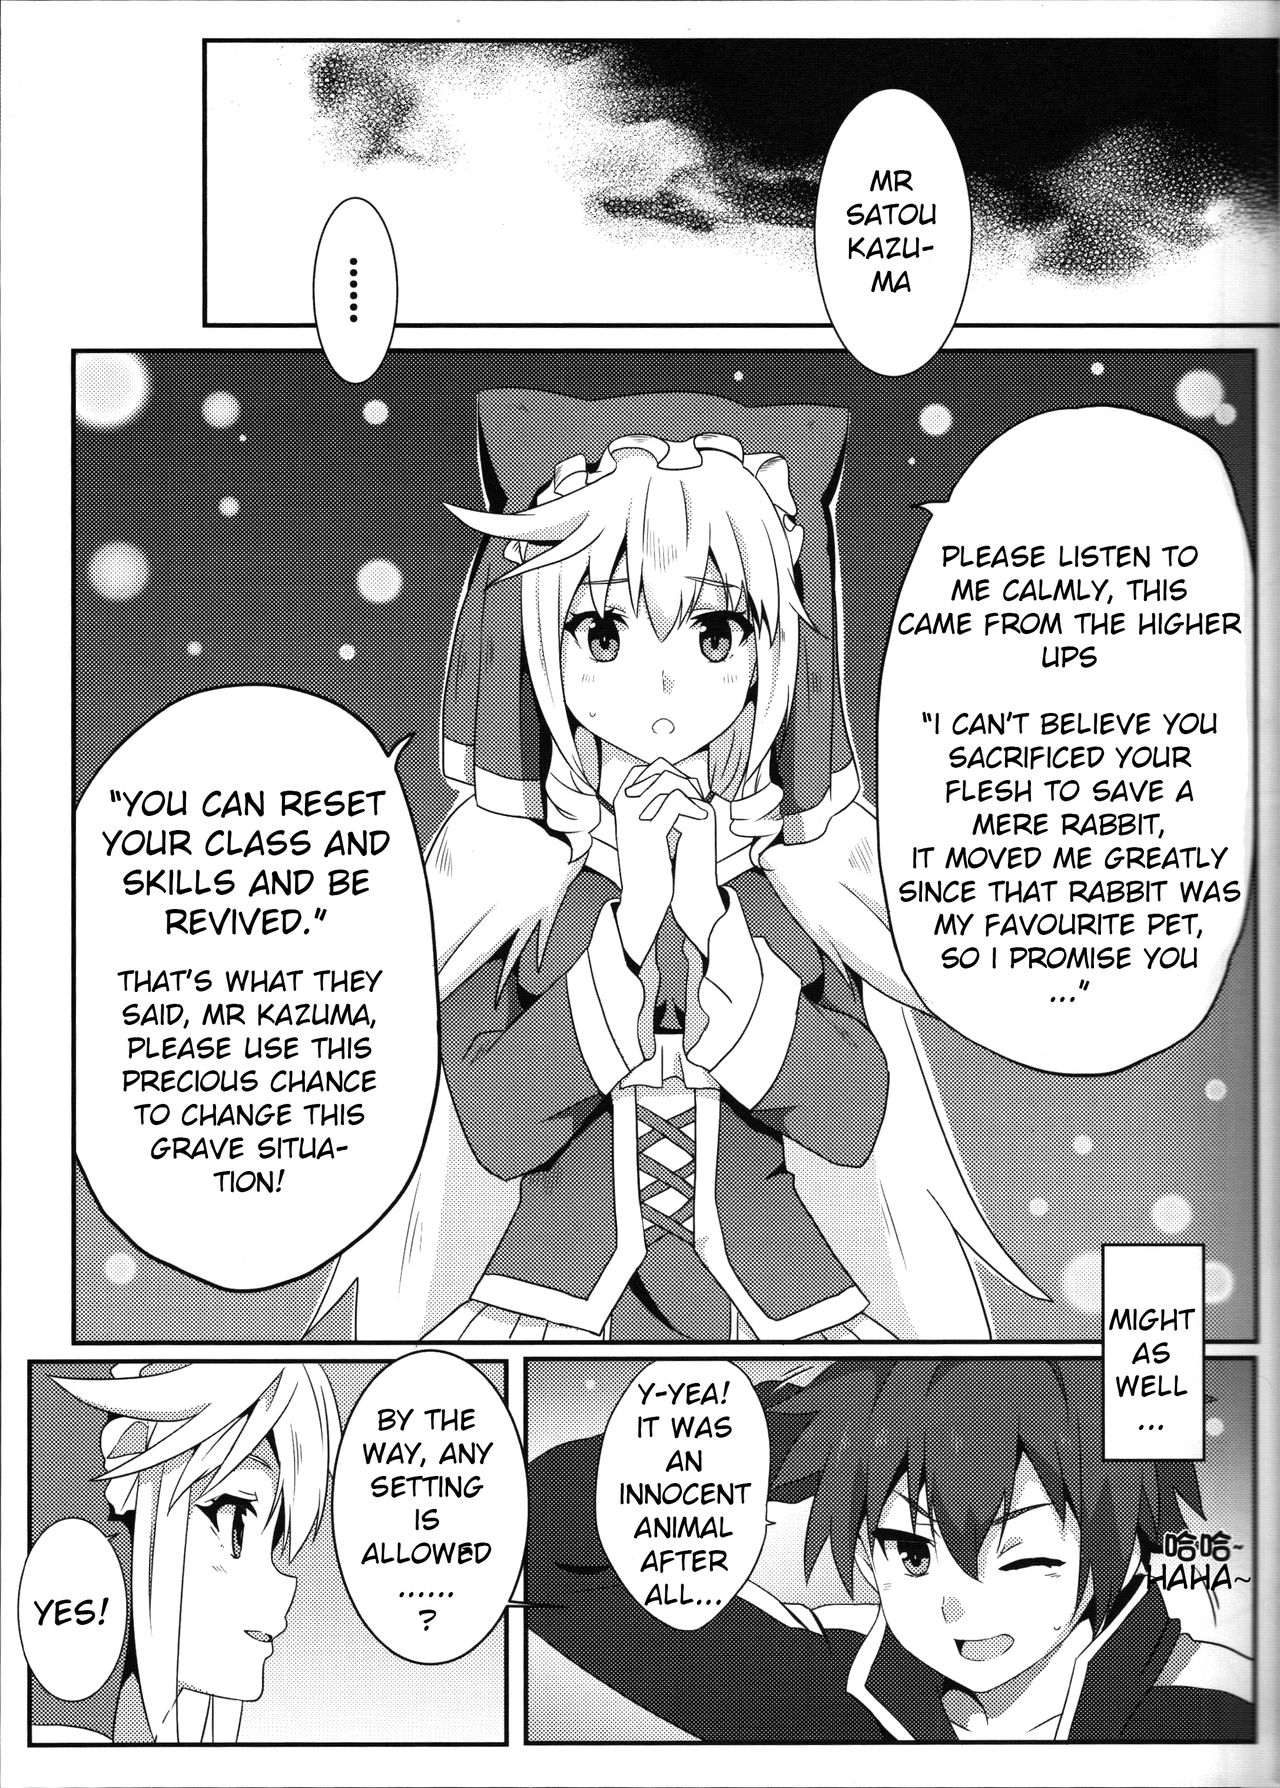 MR
SATOU
KAZU-
MA
......
PLEASE LISTEN TO
ME CALMLY, THIS
CAME FROM THE HIGHER
UPS
"I CAN'T BELIEVE YOU
SACRIFICED YOUR
FLESH TO SAVE A
MERE RABBIT,
IT MOVED ME GREATLY
SINCE THAT RABBIT WAS
MY FAVOURITE PET,
SO I PROMISE YOU
..."
"YOU CAN RESET
YOUR CLASS AND
SKILLS AND BE
REVIVED."
THAT'S WHAT THEY
SAID, MR KAZUMA,
PLEASE USE THIS
PRECIOUS CHANCE
TO CHANGE THIS
GRAVE SITUA-
TION!
MIGHT
AS
WELL
...
哈哈~
HAHA~
Y-YEA!
IT WAS
AN
INNOCENT
ANIMAL
AFTER
ALL...
BY THE
WAY, ANY
SETTING
IS
ALLOWED
......
?
YES!